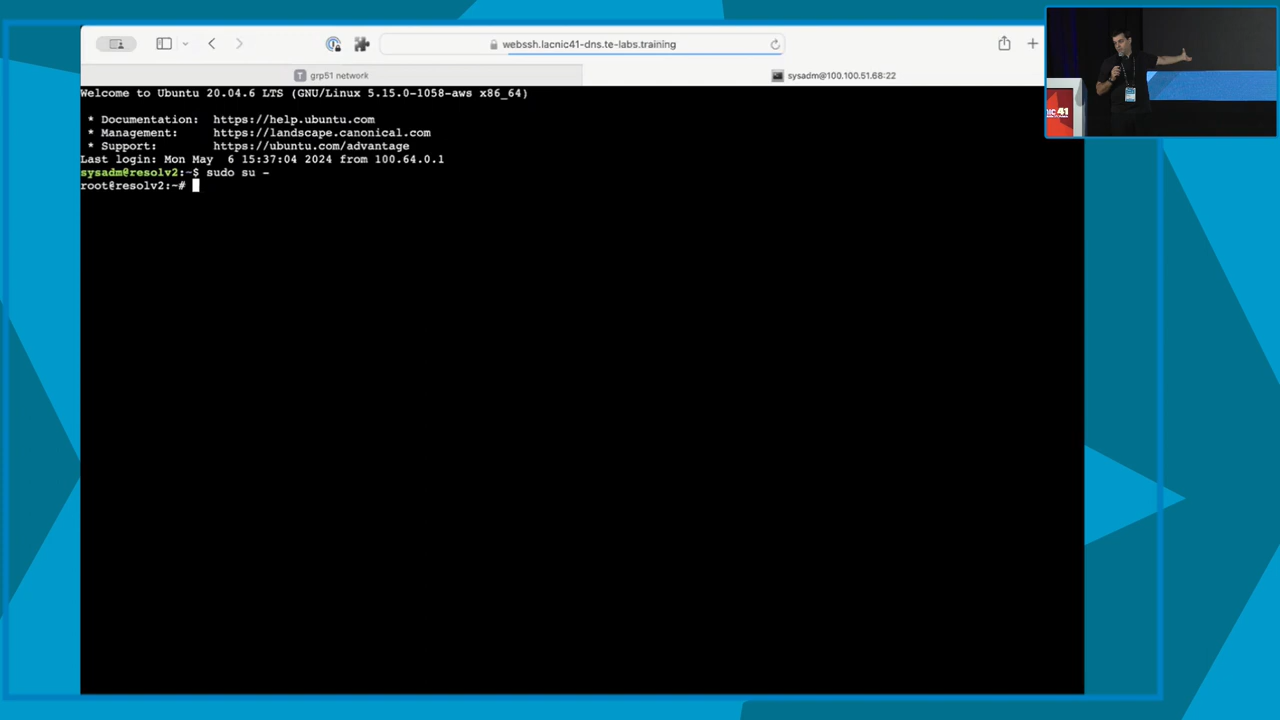 webssh.lacnic41-dns.te-labs.training
T grp51 network
sysadm@100.100.51.68:22
Welcome to Ubuntu 20.04.6 LTS (GNU/Linux 5.15.0-1058-aws x86_64)
* Documentation: https://help.ubuntu.com
* Management: https://landscape.canonical.com
* Support: https://ubuntu.com/advantage
Last login: Mon May 6 15:37:04 2024 from 100.64.0.1
sysadm@resolv2:~$ sudo su -
root@resolv2:~#
NIC 41